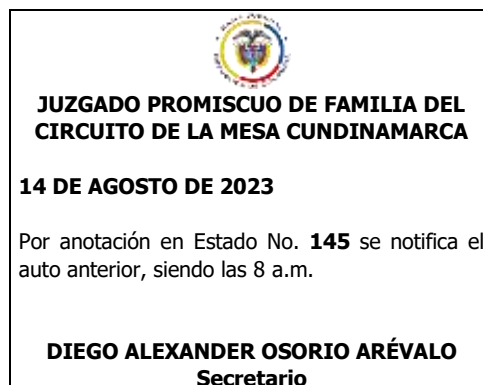 JUZGADO PROMISCUO DE FAMILIA DEL
CIRCUITO DE LA MESA CUNDINAMARCA
14 DE AGOSTO DE 2023
Por anotación en Estado No. 145 se notifica el
auto anterior, siendo las 8 a.m.
DIEGO ALEXANDER OSORIO ARÉVALO
Secretario